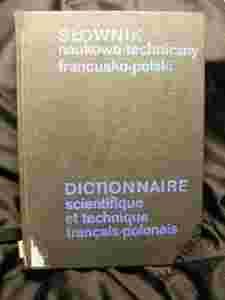 SŁOWNIK
naukowo-techniczny
francusko-polski
DICTIONNAIRE
scientifique
et technique
français-polonais